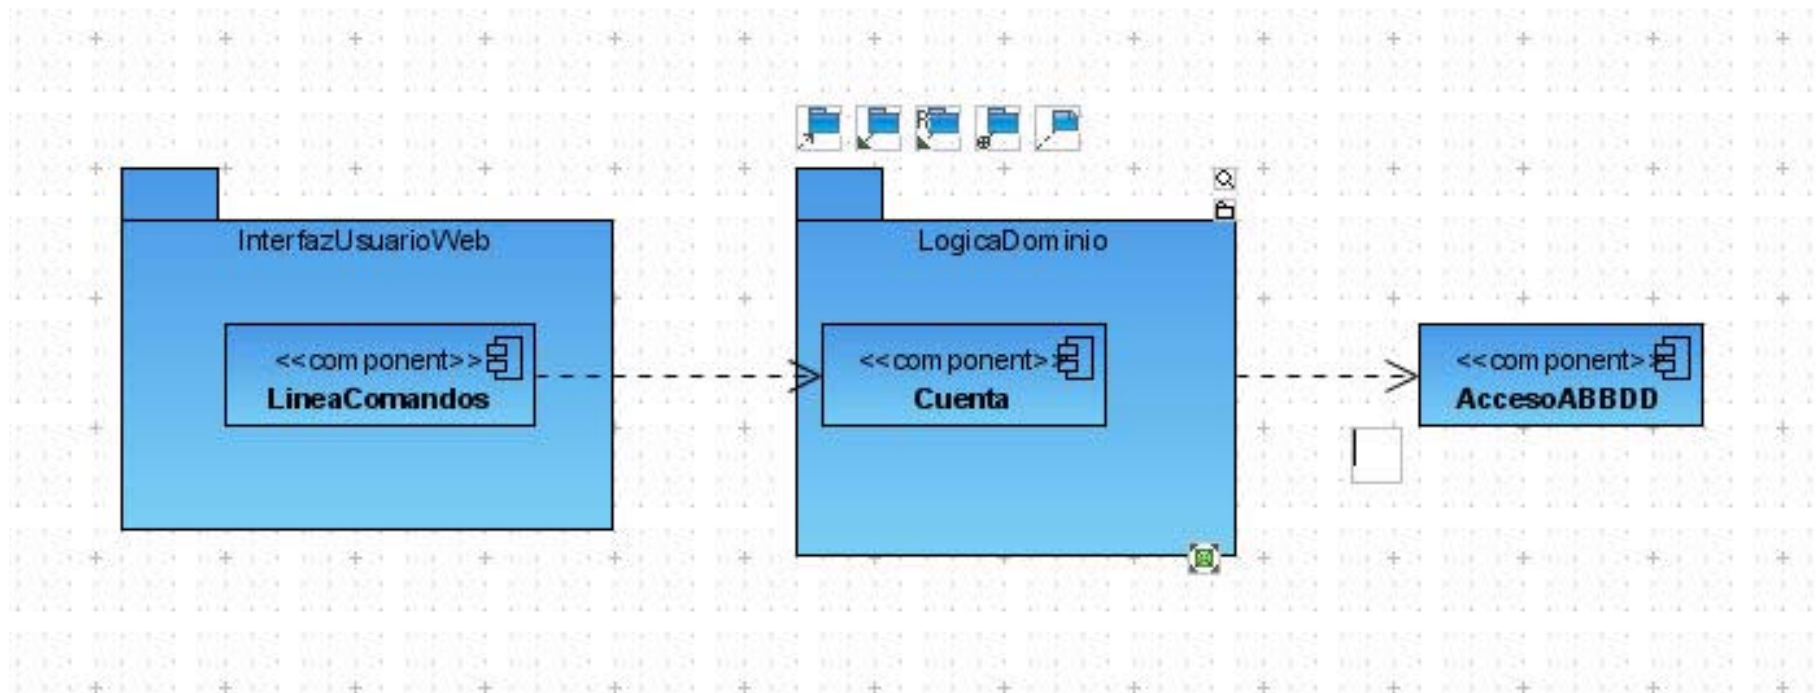 InterfazUsuarioWeb
<<component>>
LineaComandos
LogicaDominio
<<component>>
Cuenta
<<component>>
AccesoABBDD